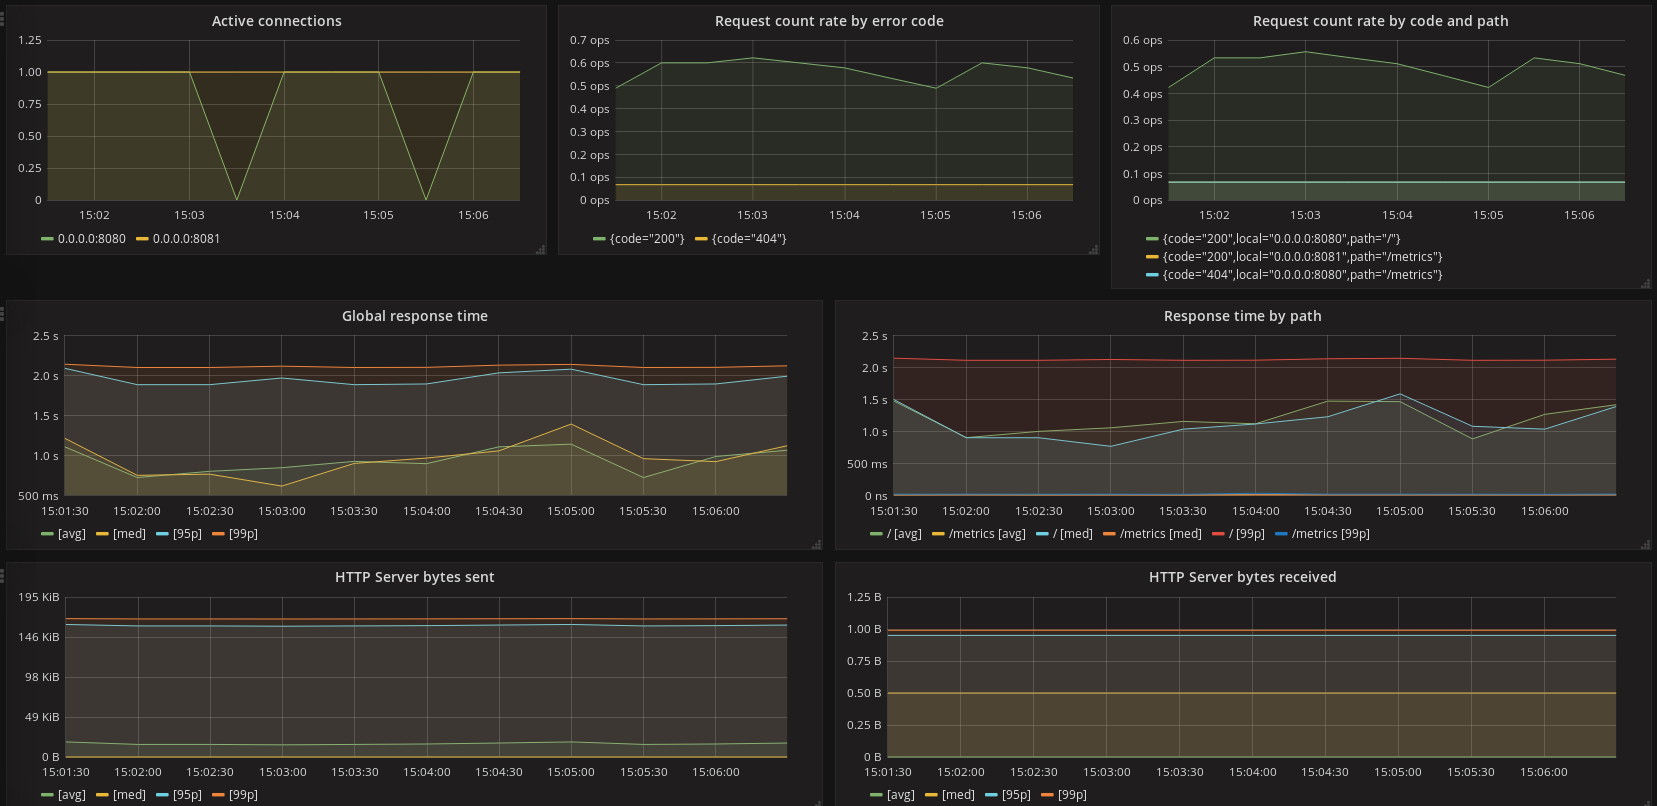 Active connections
1.25
1.00
0.75
0.50
0.25
0
15:02 15:03 15:04 15:05 15:06
0.0.0.0:8080 0.0.0.0:8081
Request count rate by error code
0.7 ops
0.6 ops
0.5 ops
0.4 ops
0.3 ops
0.2 ops
0.1 ops
0 ops
15:02 15:03 15:04 15:05 15:06
{code="200"} {code="404"}
Request count rate by code and path
0.6 ops
0.5 ops
0.4 ops
0.3 ops
0.2 ops
0.1 ops
0 ops
15:02 15:03 15:04 15:05 15:06
{code="200",local="0.0.0.0:8080",path="/"}
{code="200",local="0.0.0.0:8081",path="/metrics"}
{code="404",local="0.0.0.0:8080",path="/metrics"}
Global response time
2.5 s
2.0 s
1.5 s
1.0 s
500 ms
15:01:30 15:02:00 15:02:30 15:03:00 15:03:30 15:04:00 15:04:30 15:05:00 15:05:30 15:06:00
[avg] [med] [95p] [99p]
Response time by path
2.5 s
2.0 s
1.5 s
1.0 s
500 ms
0 ns
15:01:30 15:02:00 15:02:30 15:03:00 15:03:30 15:04:00 15:04:30 15:05:00 15:05:30 15:06:00
/ [avg] /metrics [avg] / [med] /metrics [med] / [99p] /metrics [99p]
HTTP Server bytes sent
195 KiB
146 KiB
98 KiB
49 KiB
0 B
15:01:30 15:02:00 15:02:30 15:03:00 15:03:30 15:04:00 15:04:30 15:05:00 15:05:30 15:06:00
[avg] [med] [95p] [99p]
HTTP Server bytes received
1.25 B
1.00 B
0.75 B
0.50 B
0.25 B
0 B
15:01:30 15:02:00 15:02:30 15:03:00 15:03:30 15:04:00 15:04:30 15:05:00 15:05:30 15:06:00
[avg] [med] [95p] [99p]